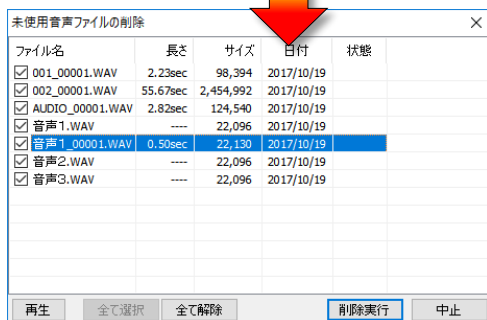 未使用音声ファイルの削除
ファイル名 長さ サイズ 日付 状態
001_00001.WAV 2.23sec 98,394 2017/10/19
002_00001.WAV 55.67sec 2,454,992 2017/10/19
AUDIO_00001.WAV 2.82sec 124,540 2017/10/19
音声1.WAV ---- 22,096 2017/10/19
音声1_00001.WAV 0.50sec 22,130 2017/10/19
音声2.WAV ---- 22,096 2017/10/19
音声3.WAV ---- 22,096 2017/10/19
再生 全て選択 全て解除 削除実行 中止